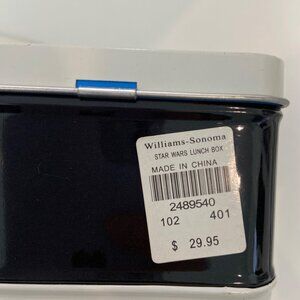 Williams-Sonoma
STAR WARS LUNCH BOX
MADE IN CHINA
2489540
102 401
$ 29.95